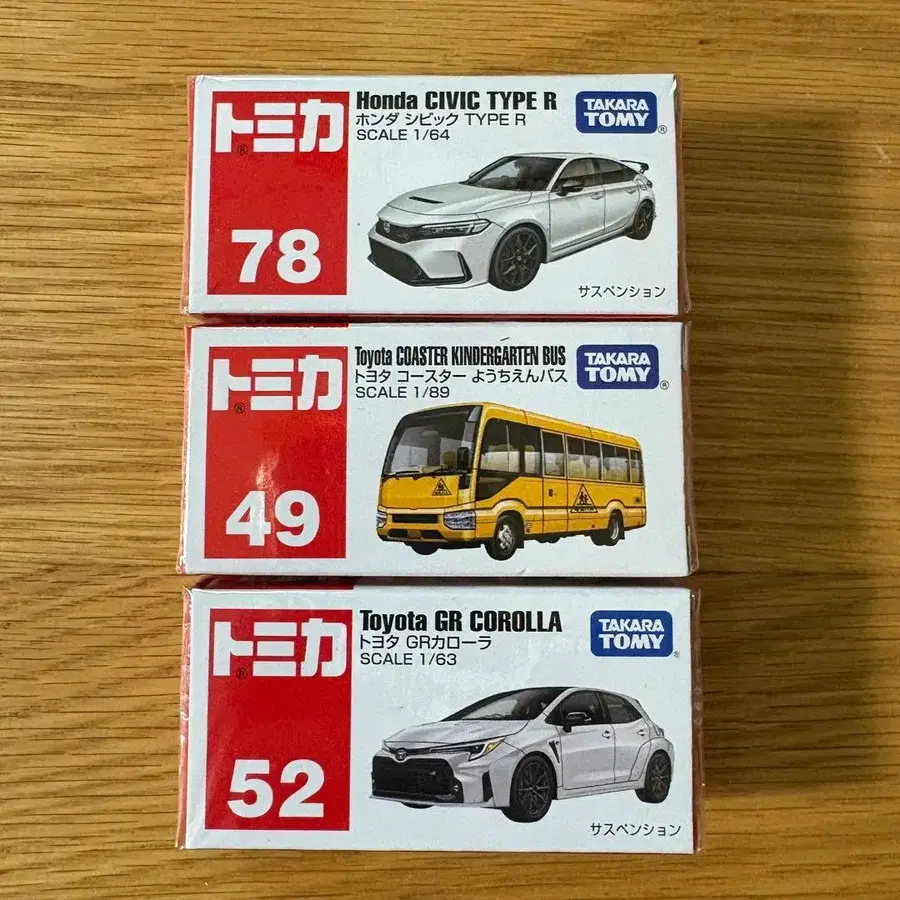 トミカ
®
78
Honda CIVIC TYPE R
ホンダ シビック TYPE R
SCALE 1/64
TAKARA
TOMY
®
サスペンション
トミカ
®
49
Toyota COASTER KINDERGARTEN BUS
トヨタ コースター ようちえんバス
SCALE 1/89
TAKARA
TOMY
®
トミカ
®
52
Toyota GR COROLLA
トヨタ GRカローラ
SCALE 1/63
TAKARA
TOMY
®
サスペンション